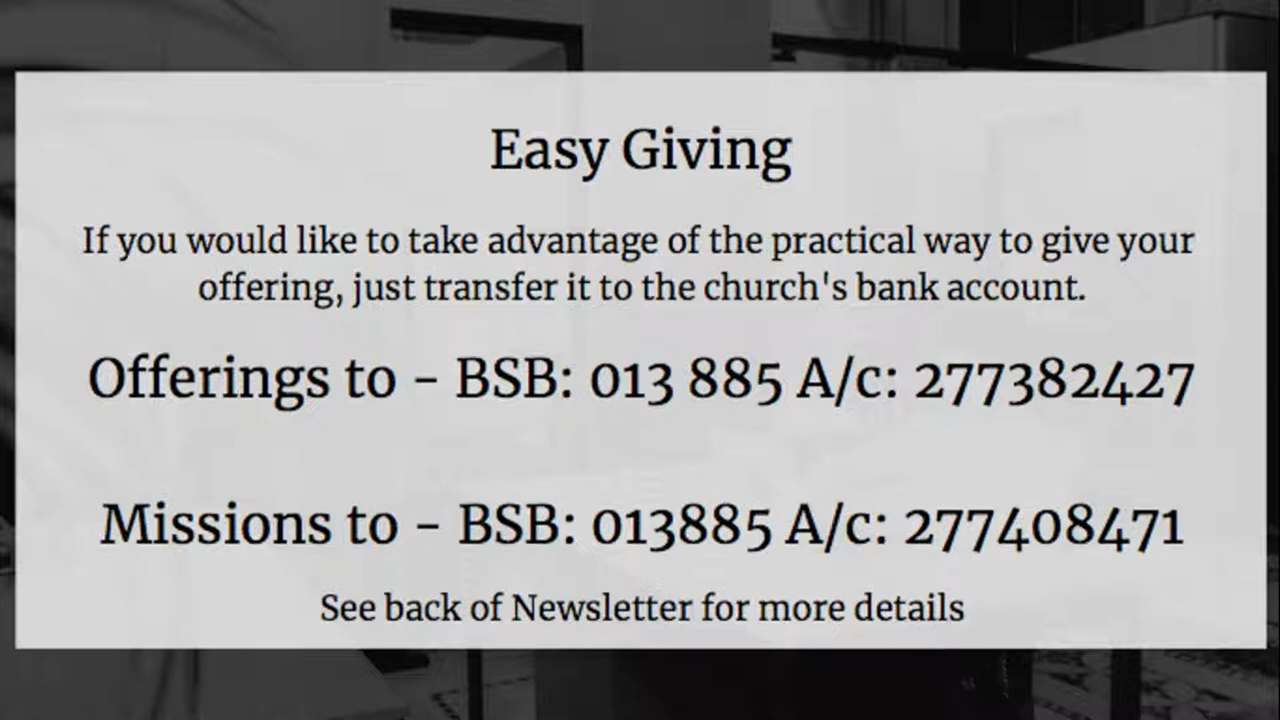 Easy Giving
If you would like to take advantage of the practical way to give your
offering, just transfer it to the church's bank account.
Offerings to - BSB: 013 885 A/c: 277382427
Missions to - BSB: 013885 A/c: 277408471
See back of Newsletter for more details